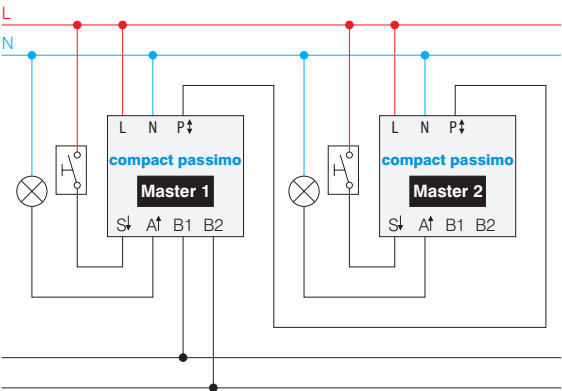 L
N
L N P↕ L N P↕
compact passimo compact passimo
Master 1 Master 2
S↓ A↑ B1 B2 S↓ A↑ B1 B2